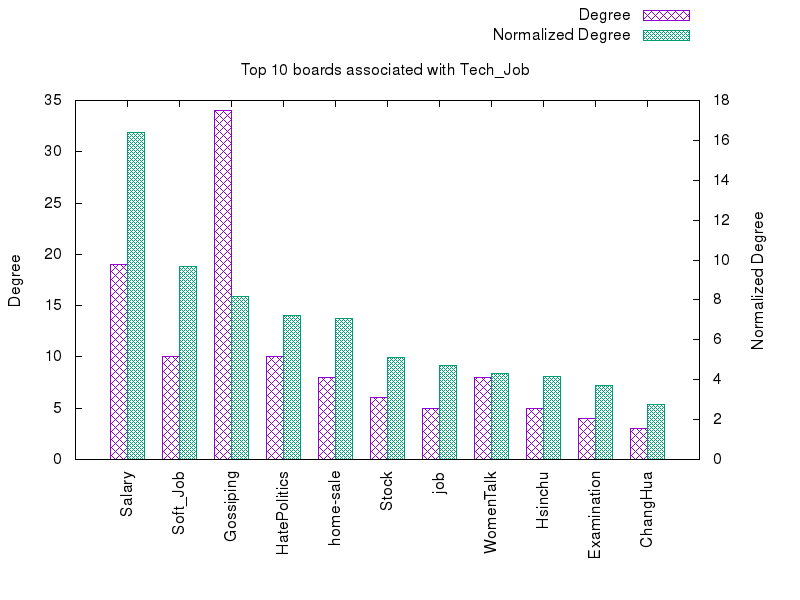 Degree
Normalized Degree
Top 10 boards associated with Tech_Job
35
30
25
20
15
10
5
0
18
16
14
12
10
8
6
4
2
0
Degree
Normalized Degree
Salary
Soft_Job
Gossiping
HatePolitics
home-sale
Stock
job
WomenTalk
Hsinchu
Examination
ChangHua